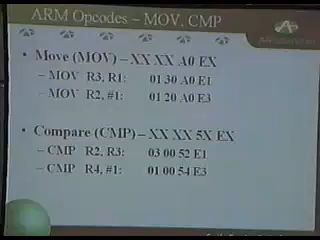 ARM Opcodes – MOV, CMP
• Move (MOV) – XX XX A0 EX
– MOV R3, R1: 01 30 A0 E1
– MOV R2, #1: 01 20 A0 E3
• Compare (CMP) – XX XX 5X EX
– CMP R2, R3: 03 00 52 E1
– CMP R4, #1: 01 00 54 E3